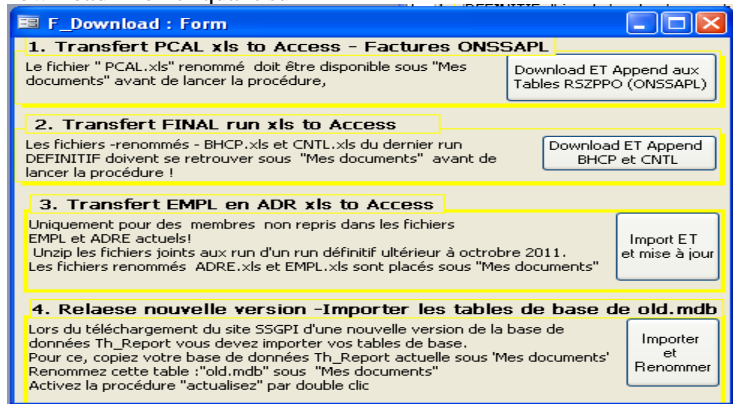 F_Download : Form
1. Transfert PCAL xls to Access - Factures ONSSAPL
Le fichier " PCAL.xls" renommé doit être disponible sous "Mes
documents" avant de lancer la procédure,
Download ET Append aux
Tables RSZPPO (ONSSAPL)
2. Transfert FINAL run xls to Access
Les fichiers -renommés - BHCP.xls et CNTL.xls du dernier run
DEFINITIF doivent se retrouver sous "Mes documents" avant de
lancer la procédure !
Download ET Append
BHCP et CNTL
3. Transfert EMPL en ADR xls to Access
Uniquement pour des membres non repris dans les fichiers
EMPL et ADRE actuels!
Unzip les fichiers joints aux run d'un run définitif ultérieur à octrobre 2011.
Les fichiers renommés ADRE.xls et EMPL.xls sont placés sous "Mes documents"
Import ET
et mise à jour
4. Relaese nouvelle version -Importer les tables de base de old.mdb
Lors du téléchargement du site SSGPI d'une nouvelle version de la base de
données Th_Report vous devez importer vos tables de base.
Pour ce, copiez votre base de données Th_Report actuelle sous 'Mes documents'
Renommez cette table :"old.mdb" sous "Mes documents"
Activez la procédure "actualisez" par double clic
Importer
et
Renommer